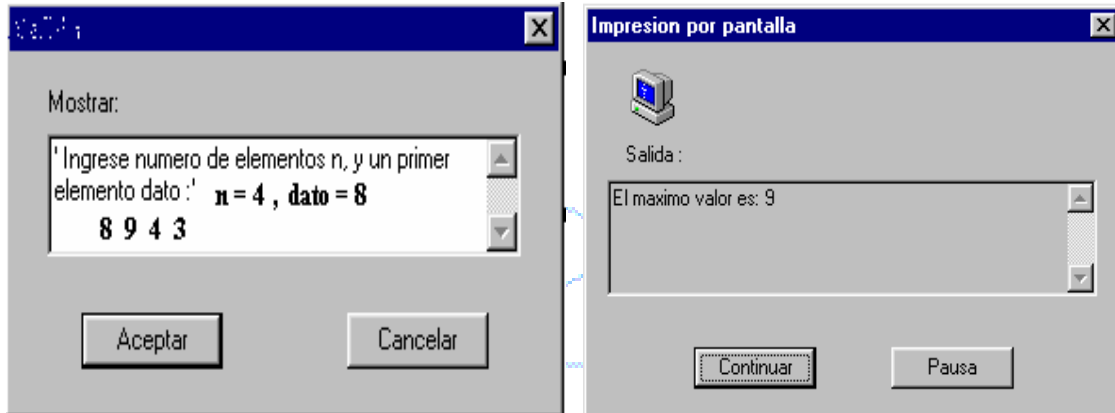 Mostrar:
' Ingrese numero de elementos n, y un primer
elemento dato :' n = 4 , dato = 8
8 9 4 3
Aceptar Cancelar
Impresion por pantalla
Salida :
El maximo valor es: 9
Continuar Pausa